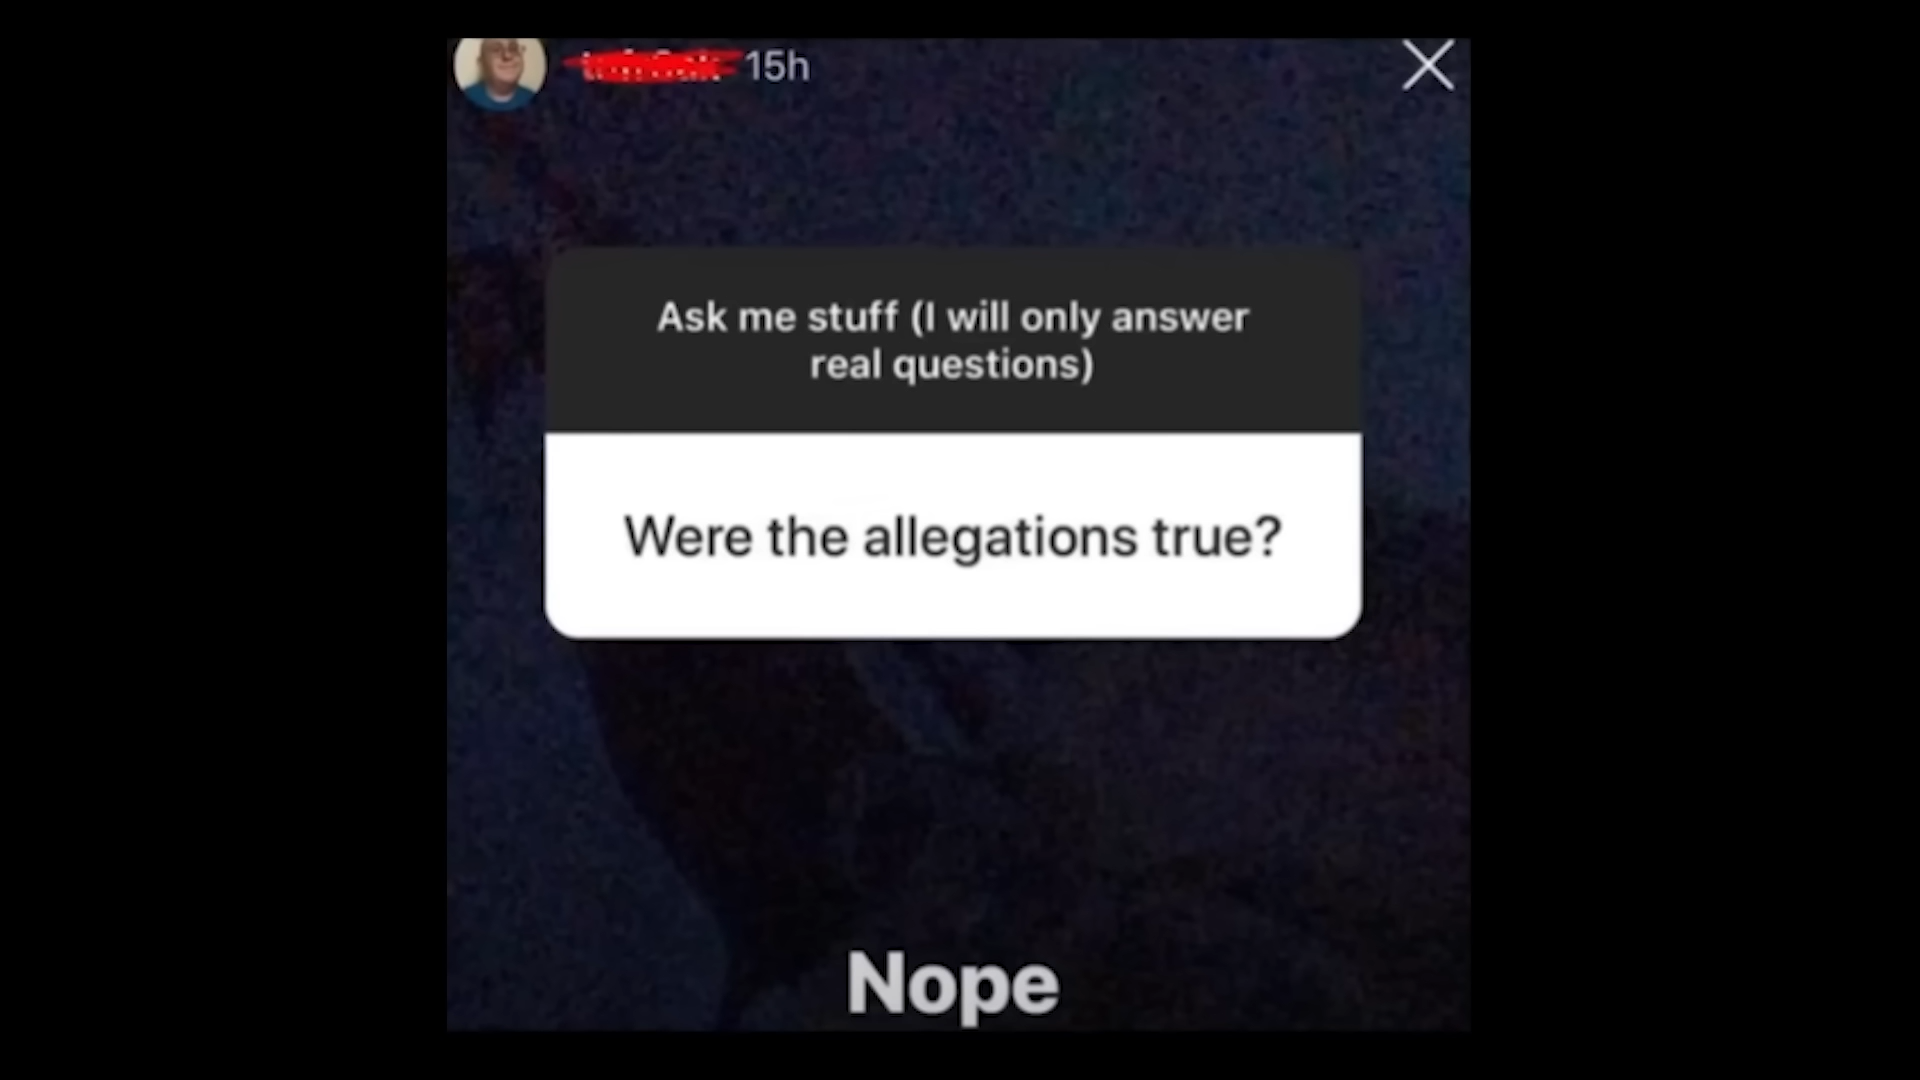 15h
Ask me stuff (I will only answer
real questions)
Were the allegations true?
Nope